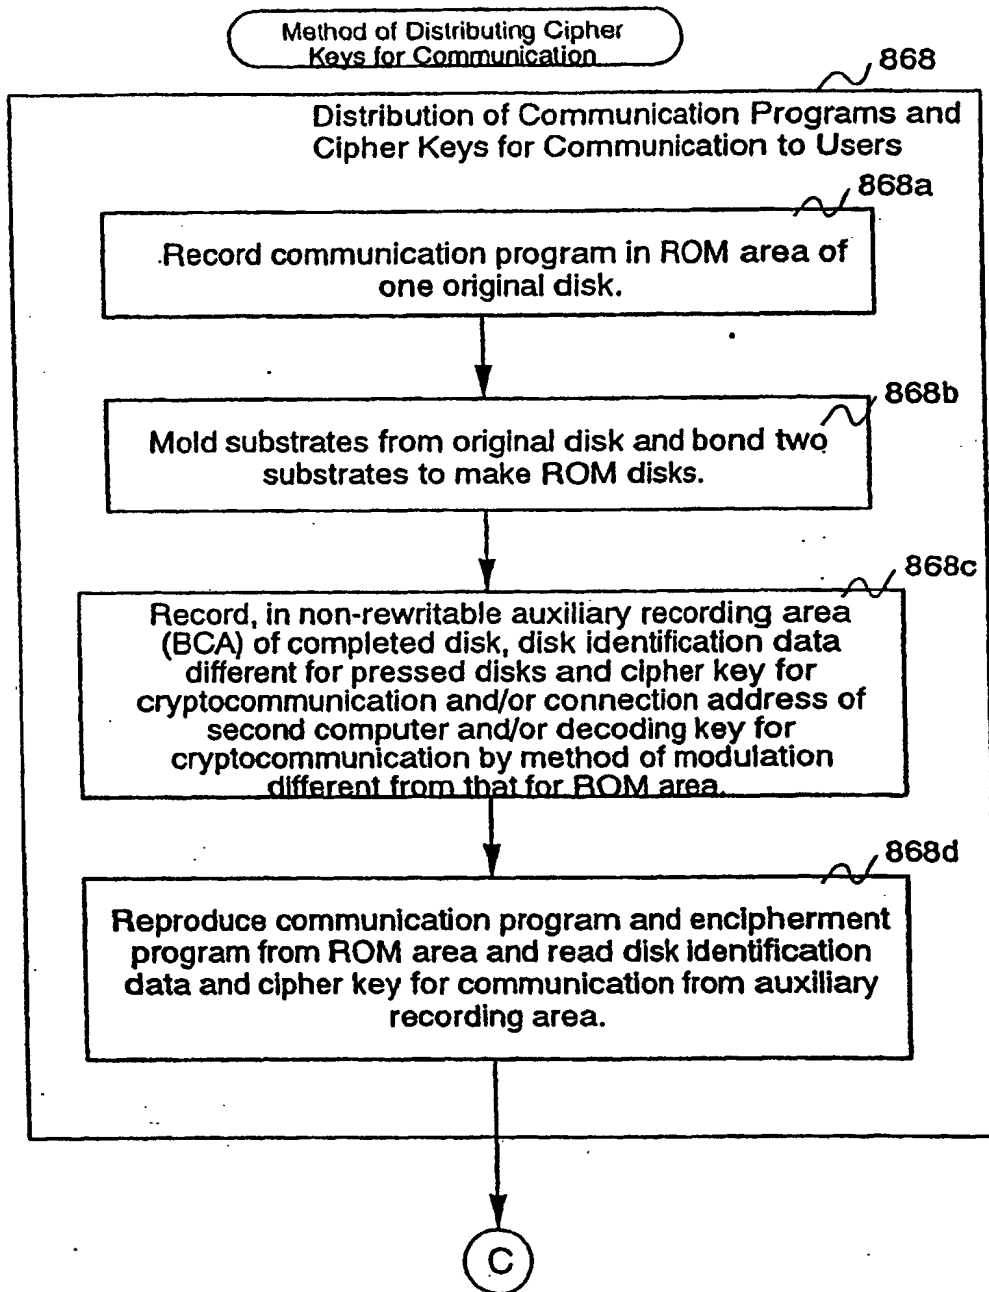 Method of Distributing Cipher
Keys for Communication
868
Distribution of Communication Programs and
Cipher Keys for Communication to Users
868a
Record communication program in ROM area of
one original disk.
868b
Mold substrates from original disk and bond two
substrates to make ROM disks.
868c
Record, in non-rewritable auxiliary recording area
(BCA) of completed disk, disk identification data
different for pressed disks and cipher key for
cryptocommunication and/or connection address of
second computer and/or decoding key for
cryptocommunication by method of modulation
different from that for ROM area.
868d
Reproduce communication program and encipherment
program from ROM area and read disk identification
data and cipher key for communication from auxiliary
recording area.
C